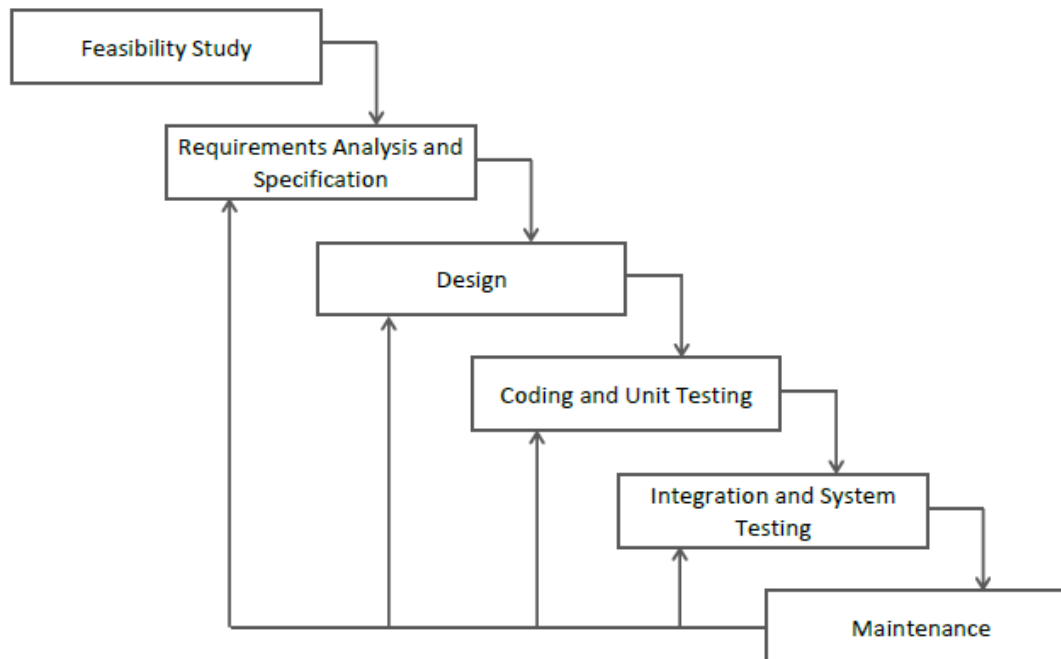 Feasibility Study
Requirements Analysis and
Specification
Design
Coding and Unit Testing
Integration and System
Testing
Maintenance